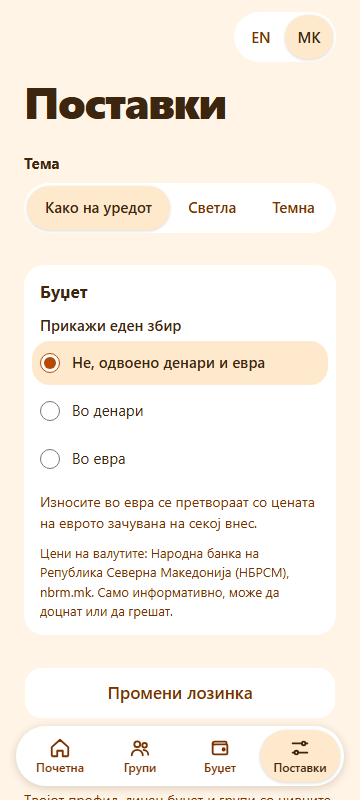 EN МК
Поставки
Тема
Како на уредот Светла Темна
Буџет
Прикажи еден збир
Не, одвоено денари и евра
Во денари
Во евра
Износите во евра се претвораат со цената
на еврото зачувана на секој внес.
Цени на валутите: Народна банка на
Република Северна Македонија (НБРСМ),
nbrm.mk. Само информативно, може да
доцнат или да грешат.
Промени лозинка
Почетна Групи Буџет Поставки